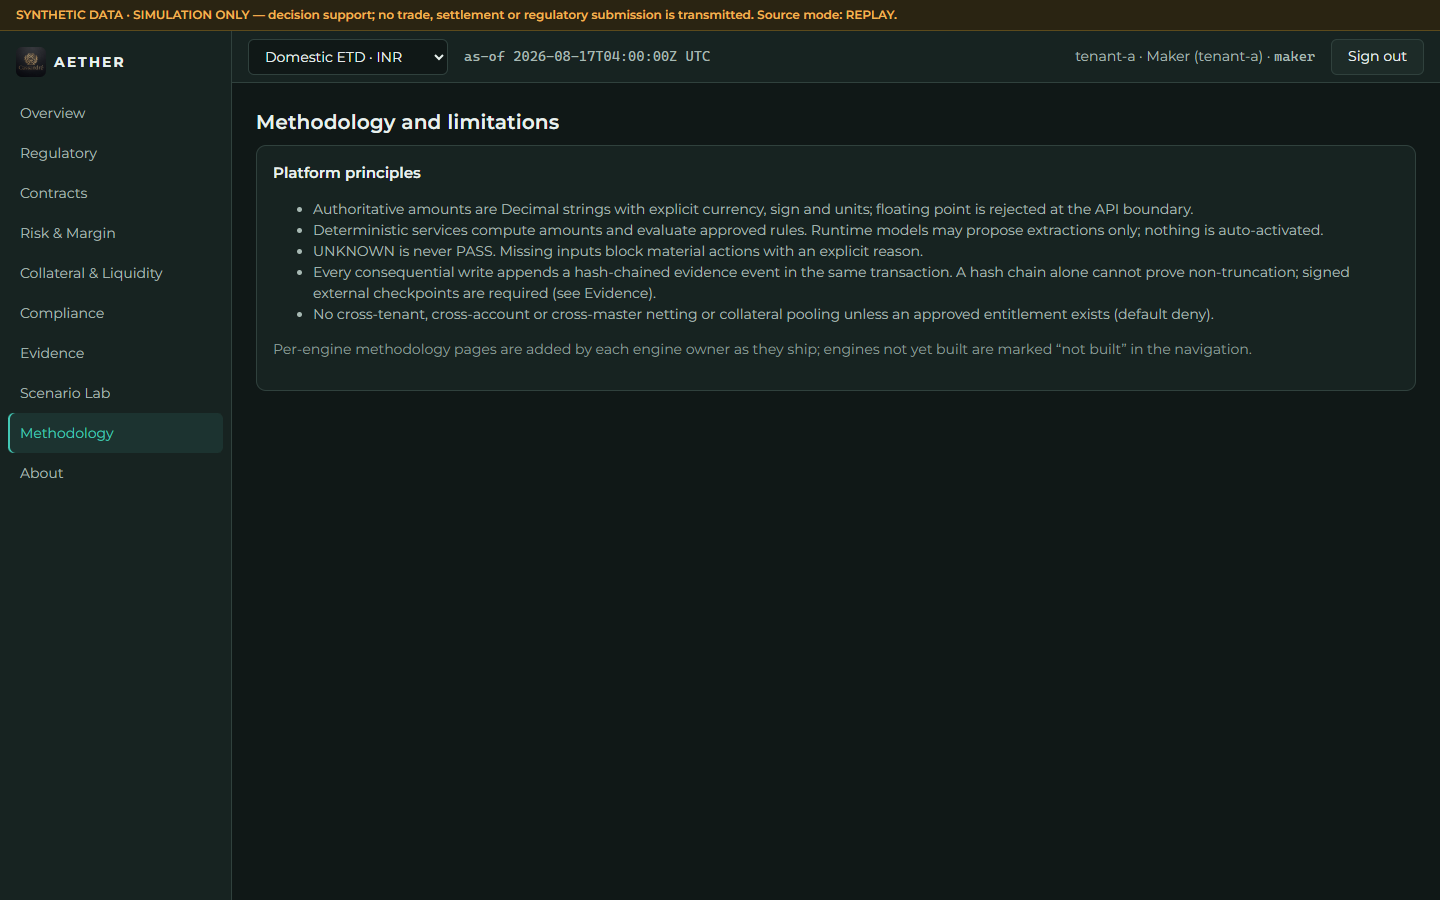 SYNTHETIC DATA · SIMULATION ONLY — decision support; no trade, settlement or regulatory submission is transmitted. Source mode: REPLAY.
AETHER
Domestic ETD · INR
as-of 2026-08-17T04:00:00Z UTC
tenant-a · Maker (tenant-a) · maker
Sign out
Overview
Regulatory
Contracts
Risk & Margin
Collateral & Liquidity
Compliance
Evidence
Scenario Lab
Methodology
About
Methodology and limitations
Platform principles
• Authoritative amounts are Decimal strings with explicit currency, sign and units; floating point is rejected at the API boundary.
• Deterministic services compute amounts and evaluate approved rules. Runtime models may propose extractions only; nothing is auto-activated.
• UNKNOWN is never PASS. Missing inputs block material actions with an explicit reason.
• Every consequential write appends a hash-chained evidence event in the same transaction. A hash chain alone cannot prove non-truncation; signed
external checkpoints are required (see Evidence).
• No cross-tenant, cross-account or cross-master netting or collateral pooling unless an approved entitlement exists (default deny).
Per-engine methodology pages are added by each engine owner as they ship; engines not yet built are marked “not built” in the navigation.